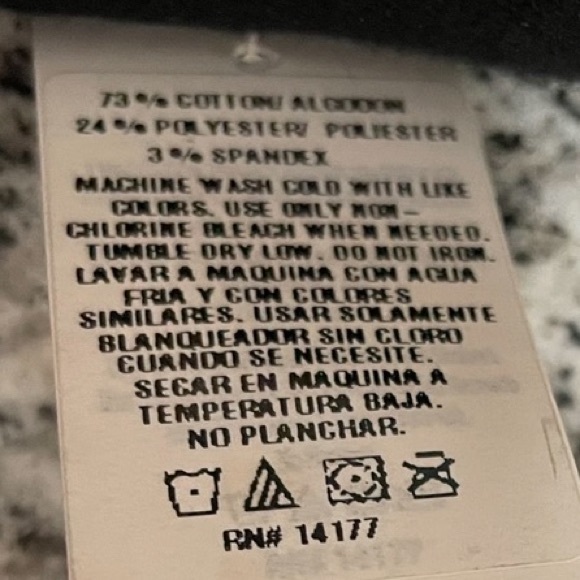 73 % COTTON/ ALGODON
24 % POLYESTER/ POLIESTER
3 % SPANDEX
MACHINE WASH COLD WITH LIKE
COLORS. USE ONLY NON-
CHLORINE BLEACH WHEN NEEDED.
TUMBLE DRY LOW. DO NOT IRON.
LAVAR A MAQUINA CON AGUA
FRIA Y CON COLORES
SIMILARES. USAR SOLAMENTE
BLANQUEADOR SIN CLORO
CUANDO SE NECESITE.
SECAR EN MAQUINA A
TEMPERATURA BAJA.
NO PLANCHAR.
RN# 14177